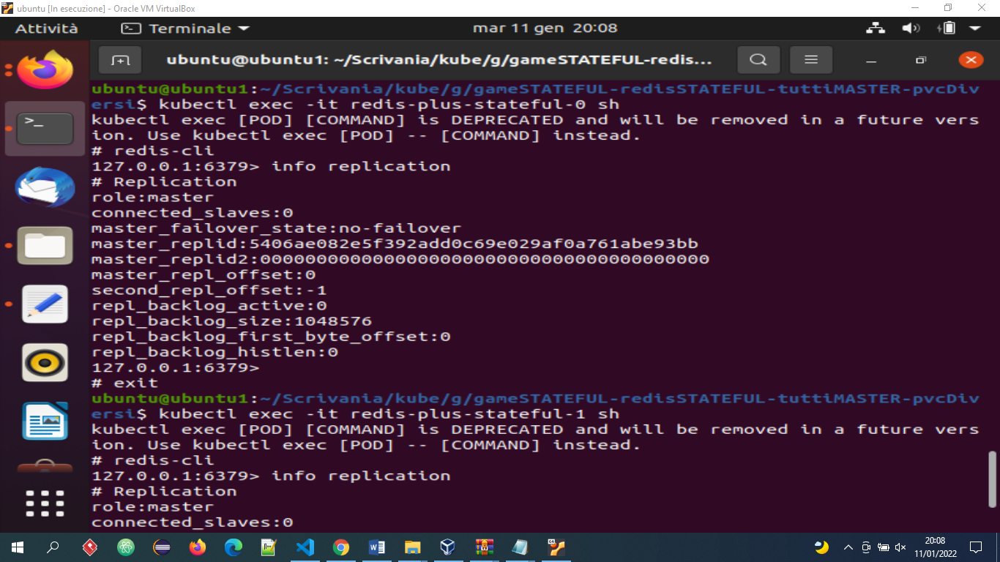 ubuntu [In esecuzione] - Oracle VM VirtualBox
Attività
Terminale
mar 11 gen 20:08
ubuntu@ubuntu1: ~/Scrivania/kube/g/gameSTATEFUL-redis...
ubuntu@ubuntu1:~/Scrivania/kube/g/gameSTATEFUL-redisSTATEFUL-tuttiMASTER-pvcDiv
ersi$ kubectl exec -it redis-plus-stateful-0 sh
kubectl exec [POD] [COMMAND] is DEPRECATED and will be removed in a future vers
ion. Use kubectl exec [POD] -- [COMMAND] instead.
# redis-cli
127.0.0.1:6379> info replication
# Replication
role:master
connected_slaves:0
master_failover_state:no-failover
master_replid:5406ae082e5f392add0c69e029af0a761abe93bb
master_replid2:0000000000000000000000000000000000000000
master_repl_offset:0
second_repl_offset:-1
repl_backlog_active:0
repl_backlog_size:1048576
repl_backlog_first_byte_offset:0
repl_backlog_histlen:0
127.0.0.1:6379>
# exit
ubuntu@ubuntu1:~/Scrivania/kube/g/gameSTATEFUL-redisSTATEFUL-tuttiMASTER-pvcDiv
ersi$ kubectl exec -it redis-plus-stateful-1 sh
kubectl exec [POD] [COMMAND] is DEPRECATED and will be removed in a future vers
ion. Use kubectl exec [POD] -- [COMMAND] instead.
# redis-cli
127.0.0.1:6379> info replication
# Replication
role:master
connected_slaves:0
20:08
11/01/2022